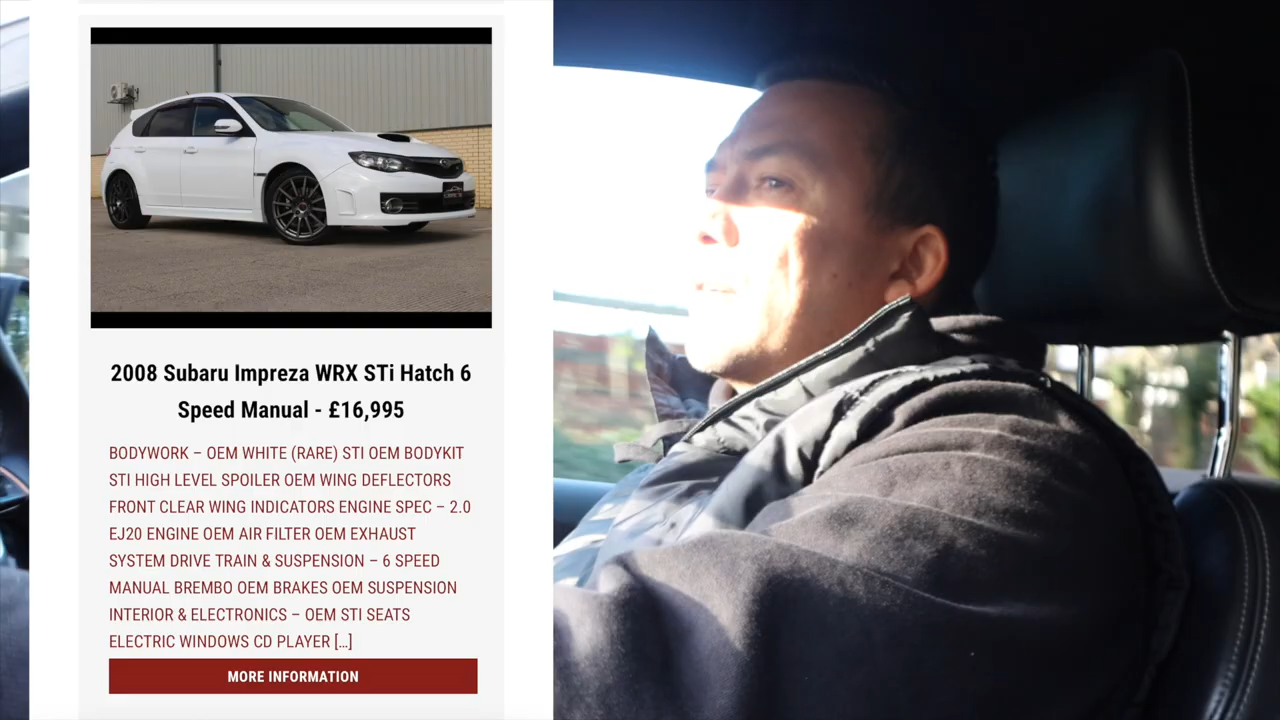 2008 Subaru Impreza WRX STi Hatch 6
Speed Manual - £16,995
BODYWORK – OEM WHITE (RARE) STI OEM BODYKIT
STI HIGH LEVEL SPOILER OEM WING DEFLECTORS
FRONT CLEAR WING INDICATORS ENGINE SPEC – 2.0
EJ20 ENGINE OEM AIR FILTER OEM EXHAUST
SYSTEM DRIVE TRAIN & SUSPENSION – 6 SPEED
MANUAL BREMBO OEM BRAKES OEM SUSPENSION
INTERIOR & ELECTRONICS – OEM STI SEATS
ELECTRIC WINDOWS CD PLAYER [...]
MORE INFORMATION